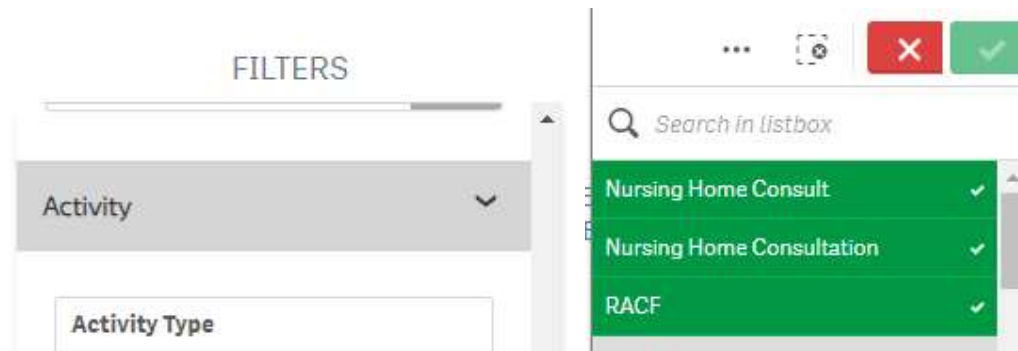 FILTERS
Activity
Activity Type
Search in listbox
Nursing Home Consult
Nursing Home Consultation
RACF